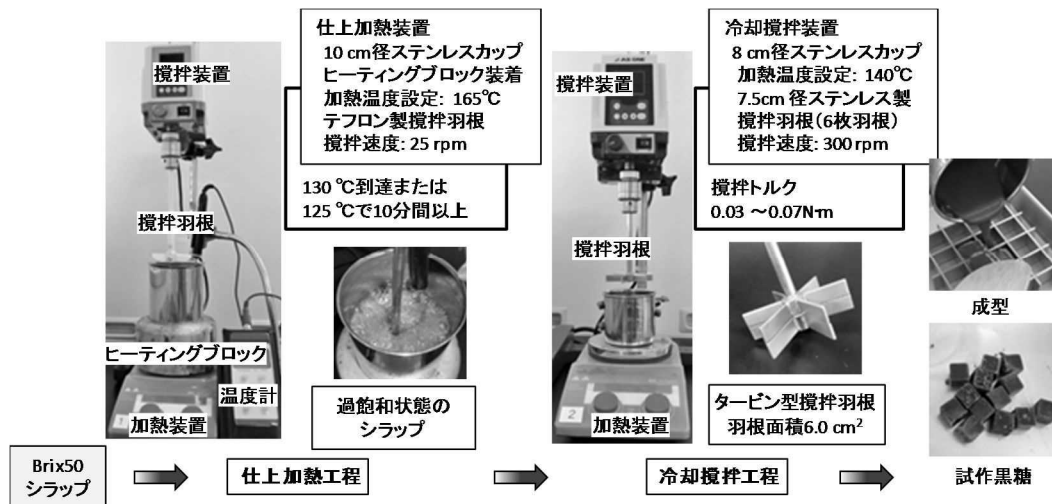 仕上加熱装置
10 cm径ステンレスカップ
ヒーティングブロック装着
加熱温度設定: 165℃
テフロン製撹拌羽根
撹拌速度: 25 rpm
130 ℃到達または
125 ℃で10分間以上
撹拌装置
撹拌羽根
ヒーティングブロック
温度計
加熱装置
1
過飽和状態の
シラップ
冷却撹拌装置
8 cm径ステンレスカップ
加熱温度設定: 140℃
7.5cm 径ステンレス製
撹拌羽根(6枚羽根)
撹拌速度: 300 rpm
撹拌トルク
0.03 ～0.07N·m
AS ONE
撹拌装置
撹拌羽根
加熱装置
2
タービン型撹拌羽根
羽根面積6.0 cm²
成型
試作黒糖
Brix50
シラップ
仕上加熱工程
冷却撹拌工程